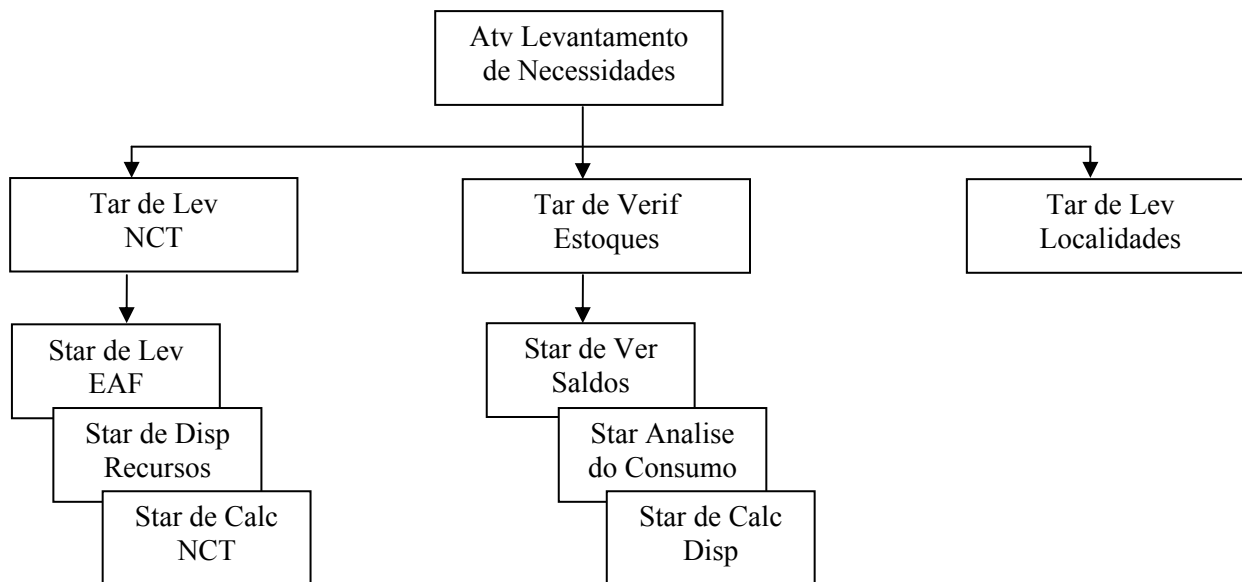 Atv Levantamento
de Necessidades
Tar de Lev
NCT
Tar de Verif
Estoques
Tar de Lev
Localidades
Star de Lev
EAF
Star de Disp
Recursos
Star de Calc
NCT
Star de Ver
Saldos
Star Analise
do Consumo
Star de Calc
Disp